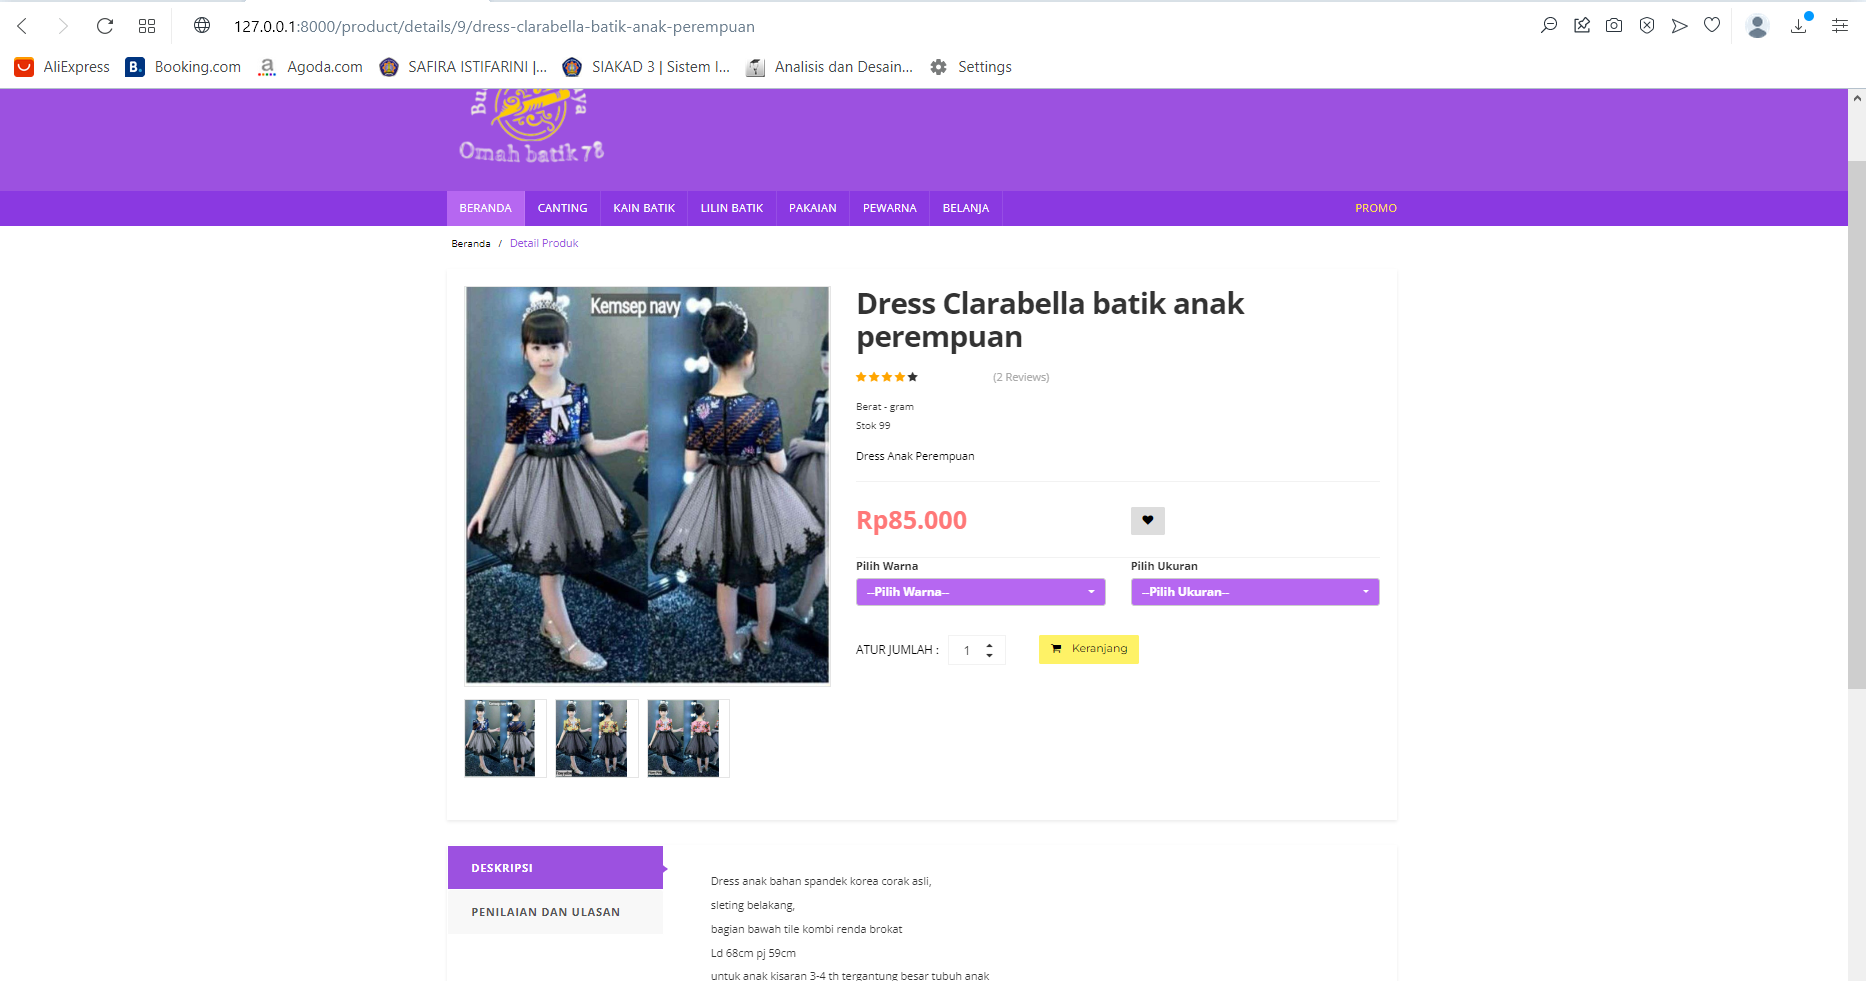 127.0.0.1:8000/product/details/9/dress-clarabella-batik-anak-perempuan
AliExpress
B.
Booking.com
a
Agoda.com
SAFIRA ISTIFARINI |...
SIAKAD 3 | Sistem I...
Analisis dan Desain...
Settings
Omah batik 78
BERANDA
CANTING
KAIN BATIK
LILIN BATIK
PAKAIAN
PEWARNA
BELANJA
PROMO
Beranda / Detail Produk
Kemsep navy
Dress Clarabella batik anak
perempuan
(2 Reviews)
Berat - gram
Stok 99
Dress Anak Perempuan
Rp85.000
Pilih Warna
Pilih Ukuran
--Pilih Warna--
--Pilih Ukuran--
ATUR JUMLAH :
1
Keranjang
DESKRIPSI
PENILAIAN DAN ULASAN
Dress anak bahan spandek korea corak asli,
sleting belakang,
bagian bawah tile kombi renda brokat
Ld 68cm pj 59cm
untuk anak kisaran 3-4 th tergantung besar tubuh anak